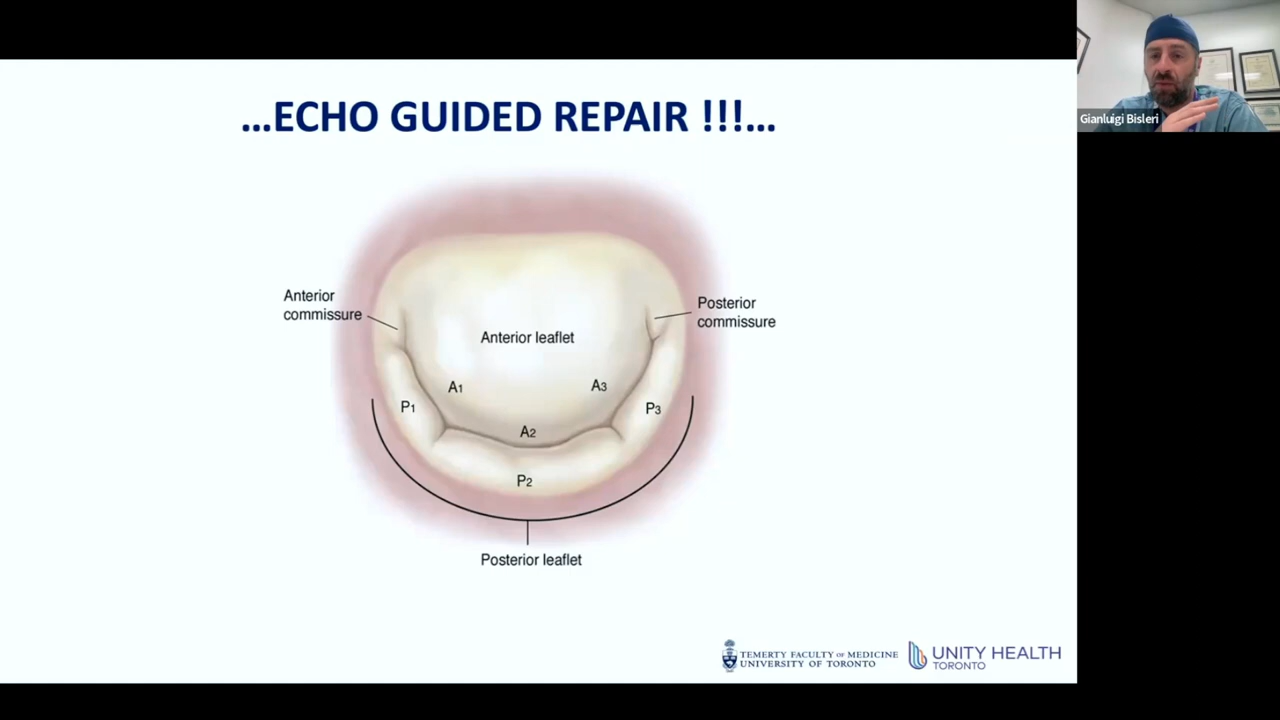 ...ECHO GUIDED REPAIR !!!...
Gianluigi Bisleri
Anterior
commissure
Posterior
commissure
Anterior leaflet
A1
A3
P1
P3
A2
P2
Posterior leaflet
TEMERTY FACULTY OF MEDICINE
UNIVERSITY OF TORONTO
UNITY HEALTH
TORONTO